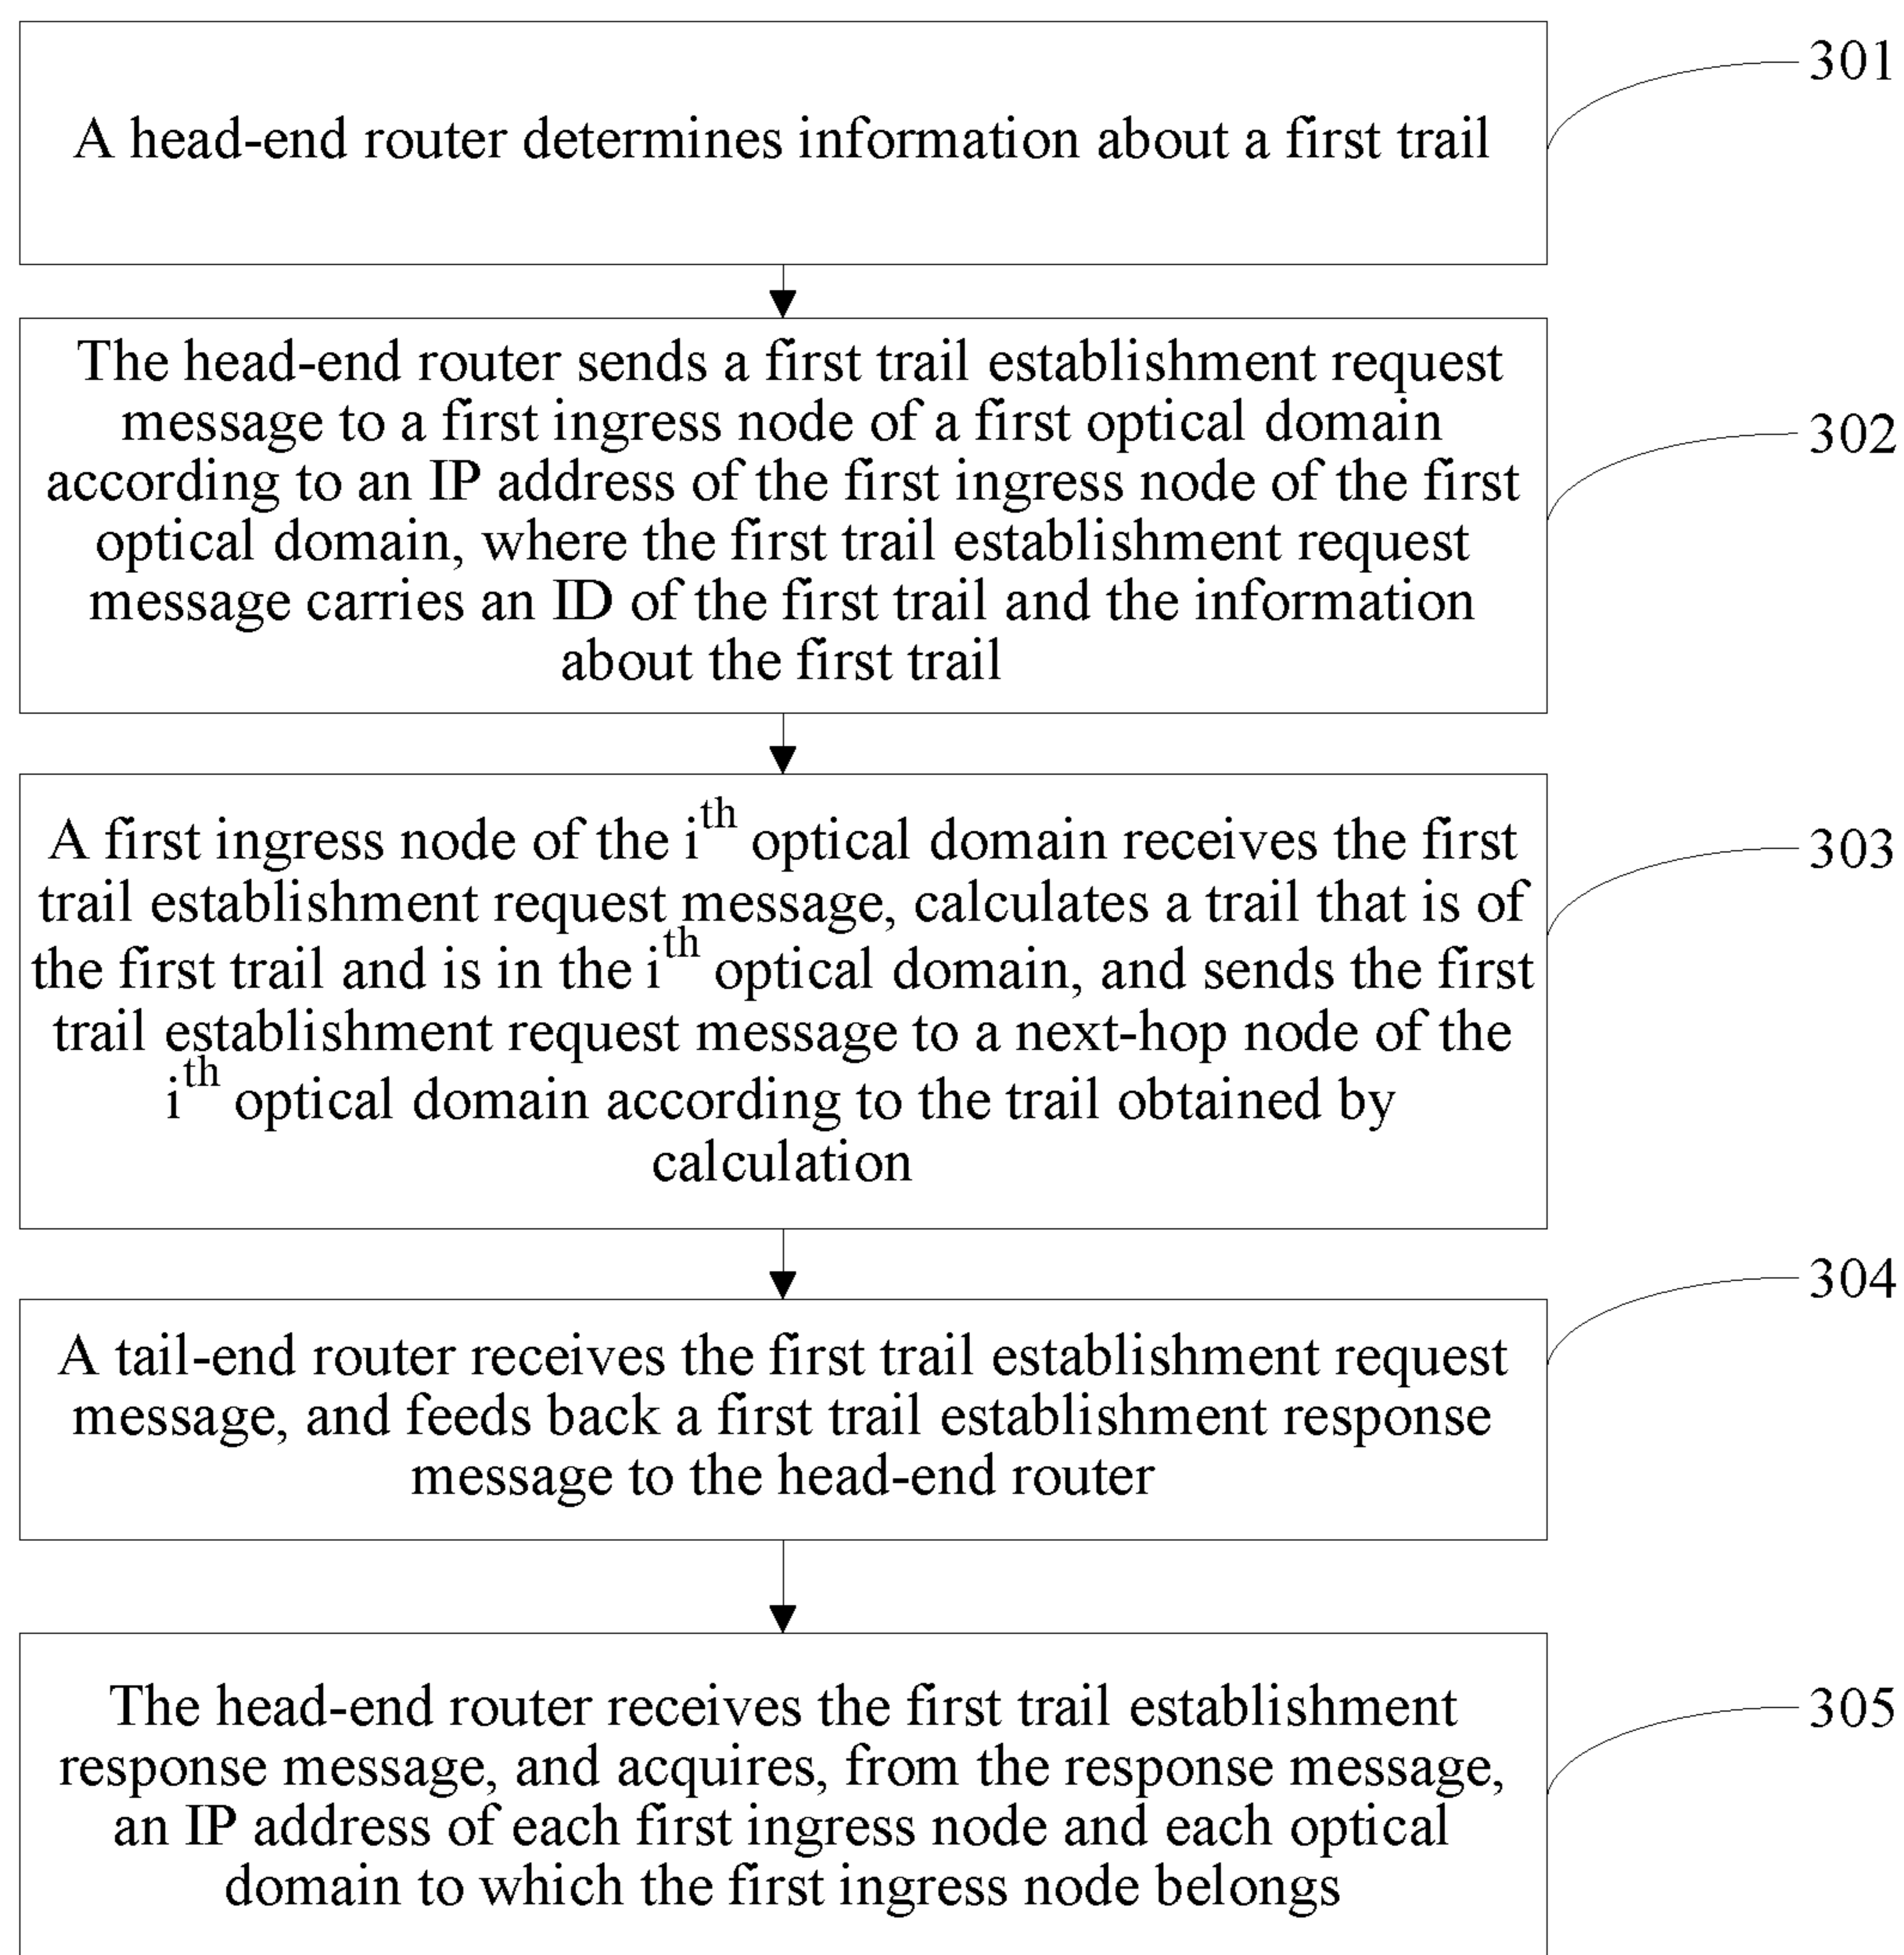 301
A head-end router determines information about a first trail
The head-end router sends a first trail establishment request
message to a first ingress node of a first optical domain
according to an IP address of the first ingress node of the first
optical domain, where the first trail establishment request
message carries an ID of the first trail and the information
about the first trail
302
A first ingress node of the i^th optical domain receives the first
trail establishment request message, calculates a trail that is of
the first trail and is in the i^th optical domain, and sends the first
trail establishment request message to a next-hop node of the
i^th optical domain according to the trail obtained by
calculation
303
A tail-end router receives the first trail establishment request
message, and feeds back a first trail establishment response
message to the head-end router
304
The head-end router receives the first trail establishment
response message, and acquires, from the response message,
an IP address of each first ingress node and each optical
domain to which the first ingress node belongs
305